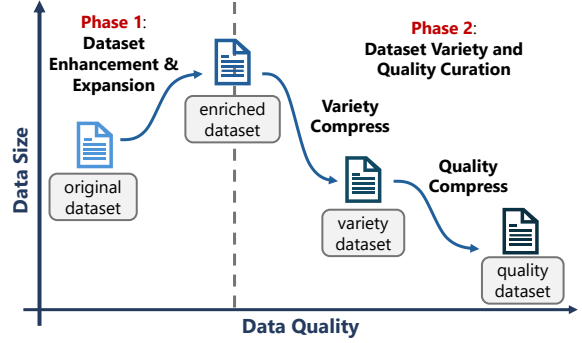 Phase 1:
Dataset
Enhancement &
Expansion
Phase 2:
Dataset Variety and
Quality Curation
enriched
dataset
Variety
Compress
original
dataset
Quality
Compress
variety
dataset
quality
dataset
Data Size
Data Quality